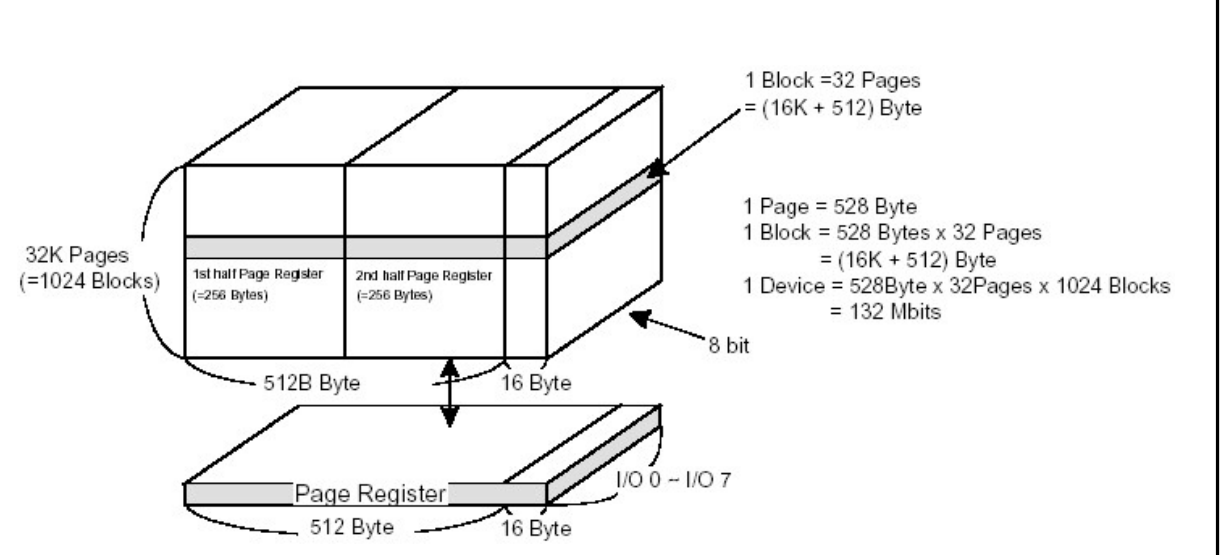 1 Block =32 Pages
= (16K + 512) Byte
1 Page = 528 Byte
1 Block = 528 Bytes x 32 Pages
= (16K + 512) Byte
1 Device = 528Byte x 32Pages x 1024 Blocks
= 132 Mbits
32K Pages
(=1024 Blocks)
1st half Page Register
(=256 Bytes)
2nd half Page Register
(=256 Bytes)
8 bit
512B Byte
16 Byte
I/O 0 ~ I/O 7
Page Register
512 Byte
16 Byte